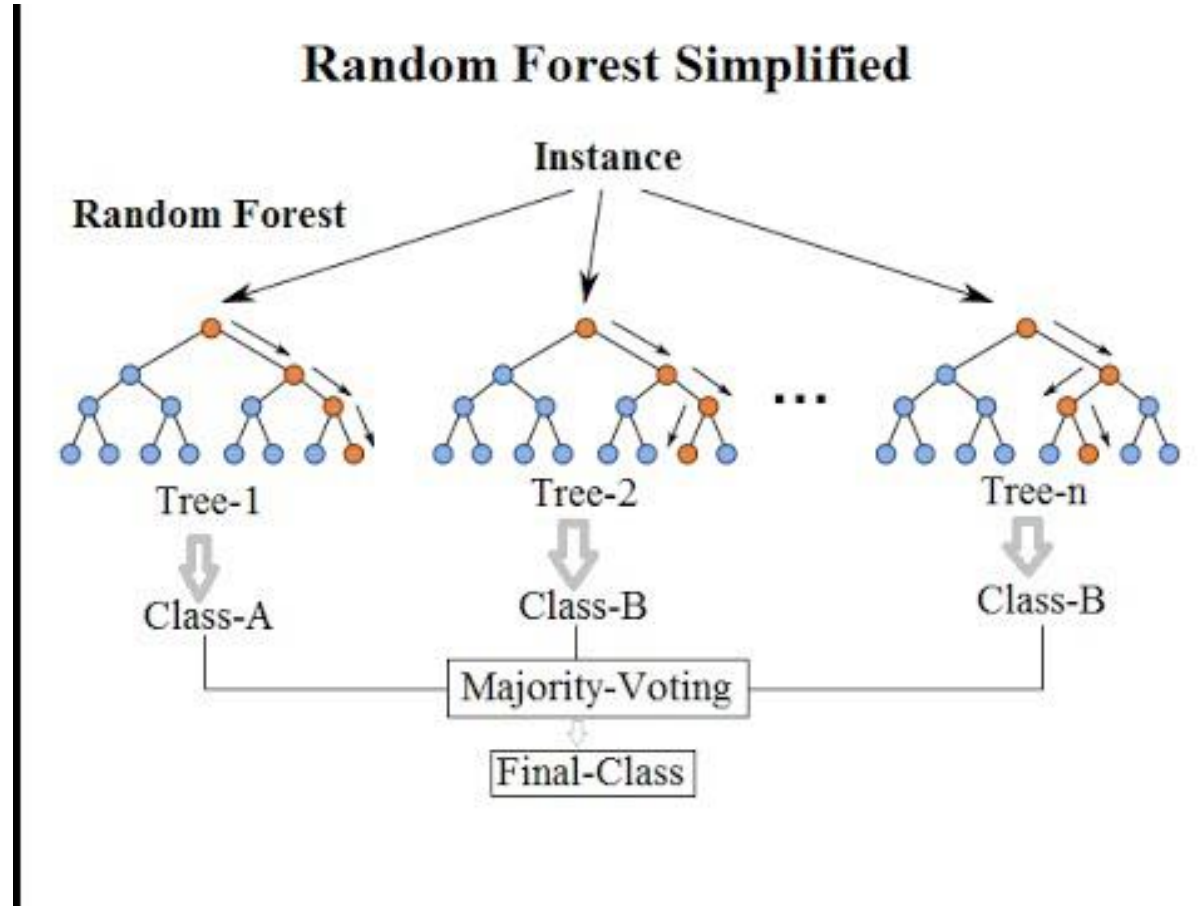 Random Forest Simplified
Instance
Random Forest
...
Tree-1
Tree-2
Tree-n
Class-A
Class-B
Class-B
Majority-Voting
Final-Class